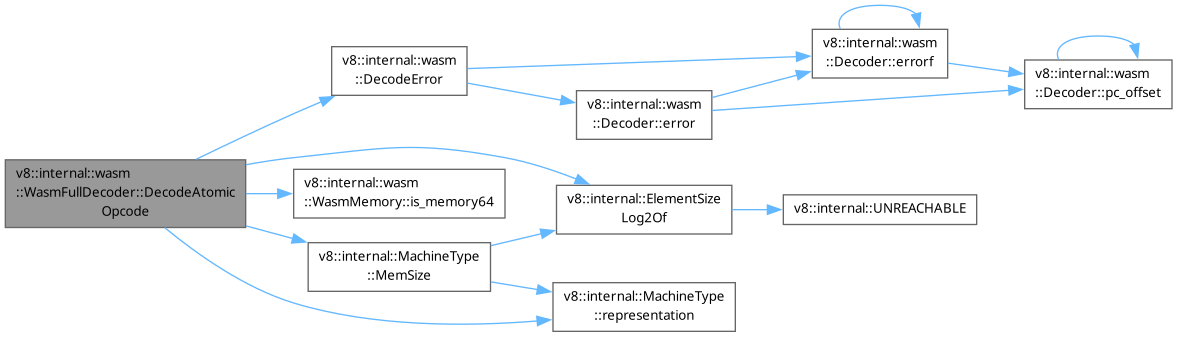 v8::internal::wasm
::WasmFullDecoder::DecodeAtomic
Opcode
v8::internal::wasm
::DecodeError
v8::internal::wasm
::Decoder::error
v8::internal::wasm
::Decoder::errorf
v8::internal::wasm
::Decoder::pc_offset
v8::internal::wasm
::WasmMemory::is_memory64
v8::internal::ElementSize
Log2Of
v8::internal::UNREACHABLE
v8::internal::MachineType
::MemSize
v8::internal::MachineType
::representation